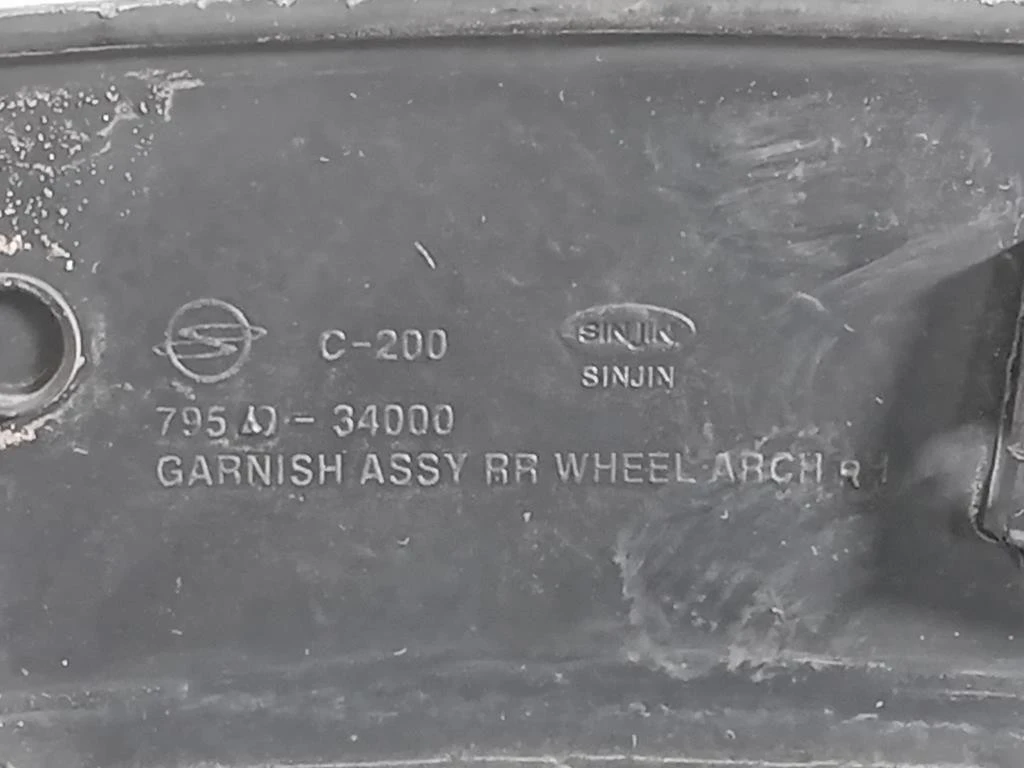 C-200
SINJIN
SINJIN
34000
GARNISH ASSY RR WHEEL ARCH